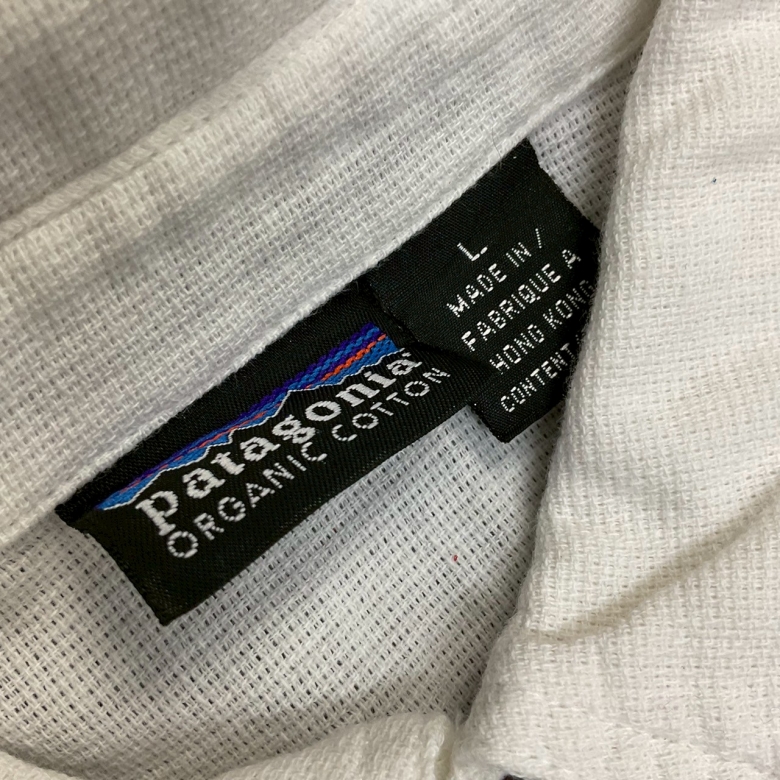 patagonia
ORGANIC COTTON
L
MADE IN /
FABRIQUE A
HONG KONG
CONTENT